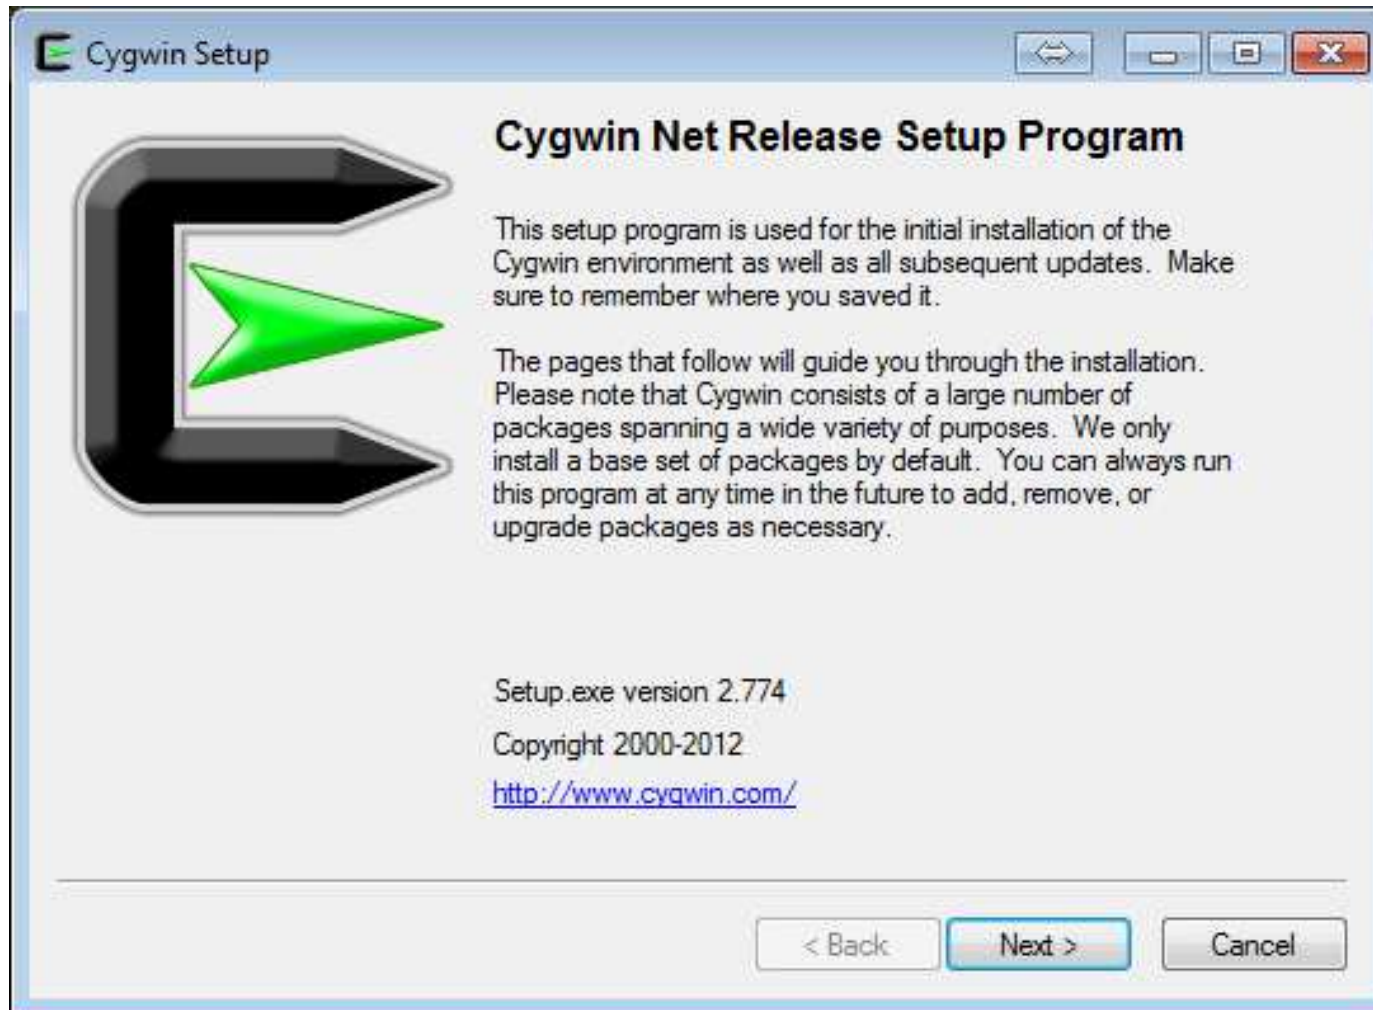 Cygwin Setup
Cygwin Net Release Setup Program
This setup program is used for the initial installation of the
Cygwin environment as well as all subsequent updates.  Make
sure to remember where you saved it.
The pages that follow will guide you through the installation.
Please note that Cygwin consists of a large number of
packages spanning a wide variety of purposes.  We only
install a base set of packages by default.  You can always run
this program at any time in the future to add, remove, or
upgrade packages as necessary.
Setup.exe version 2.774
Copyright 2000-2012
http://www.cygwin.com/
< Back
Next >
Cancel